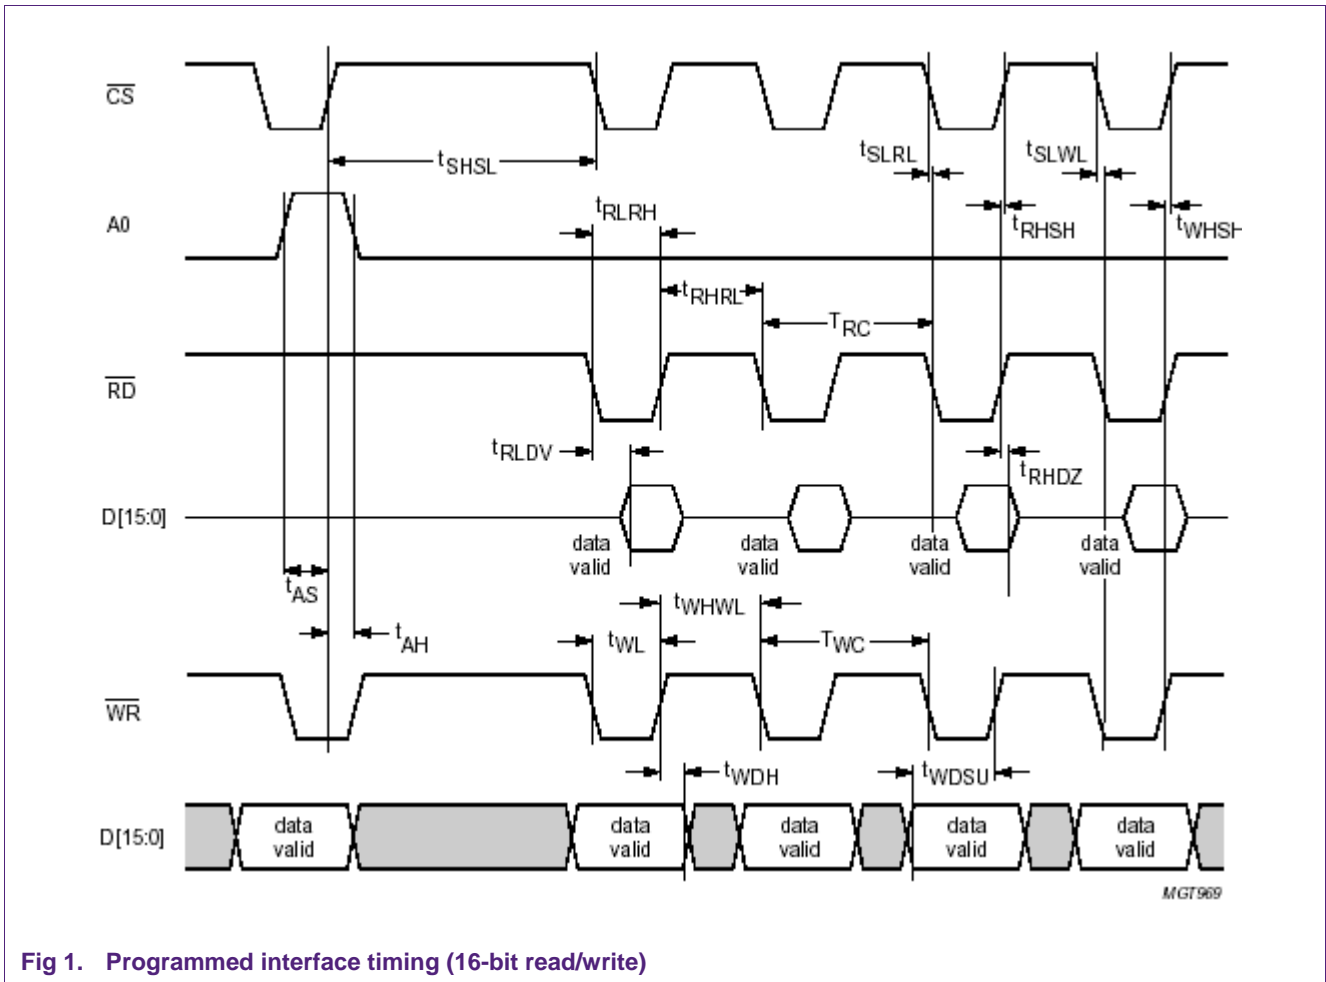 CS
tSHSL
tSLRL
tSLWL
A0
tRLRH
tRHSH
tWHSH
tRHRL
TRC
RD
tRLDV
tRHDZ
D[15:0]
data valid
data valid
data valid
data valid
tAS
tWHWL
tAH
tWL
TWC
WR
tWDH
tWDSU
D[15:0]
data valid
data valid
data valid
data valid
data valid
MGT969
Fig 1. Programmed interface timing (16-bit read/write)